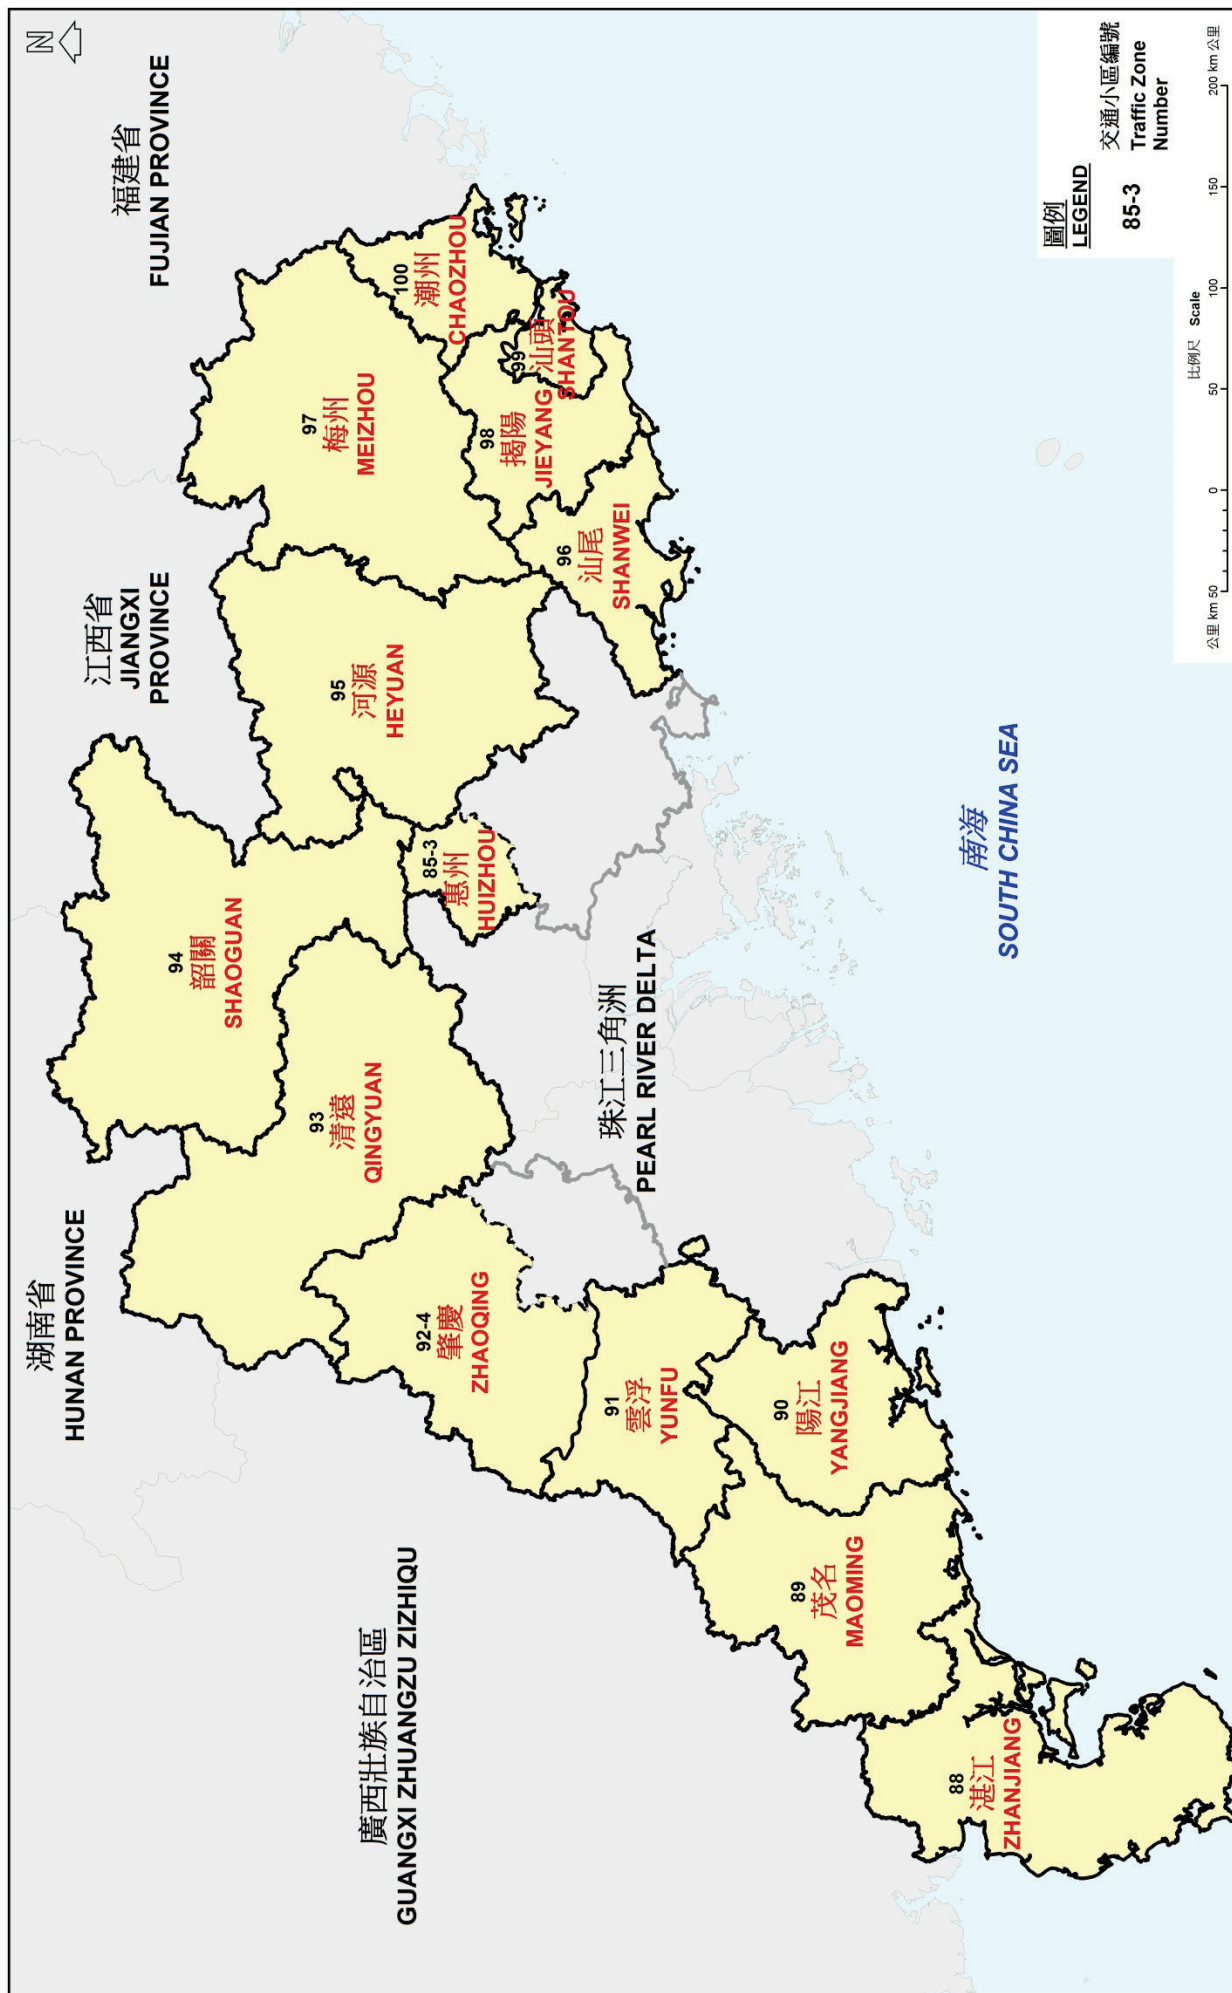 N
福建省
FUJIAN PROVINCE
江西省
JIANGXI
PROVINCE
湖南省
HUNAN PROVINCE
廣西壯族自治區
GUANGXI ZHUANGZU ZIZHIQU
100
潮州
CHAOZHOU
97
梅州
MEIZHOU
99
汕頭
SHANTOU
98
揭陽
JIEYANG
96
汕尾
SHANWEI
95
河源
HEYUAN
94
韶關
SHAOGUAN
85-3
惠州
HUIZHOU
93
清遠
QINGYUAN
92-4
肇慶
ZHAOQING
91
雲浮
YUNFU
90
陽江
YANGJIANG
89
茂名
MAOMING
88
湛江
ZHANJIANG
珠江三角洲
PEARL RIVER DELTA
南海
SOUTH CHINA SEA
圖例
LEGEND
85-3
交通小區編號
Traffic Zone
Number
比例尺 Scale
公里 km 50 0 50 100 150 200 km 公里